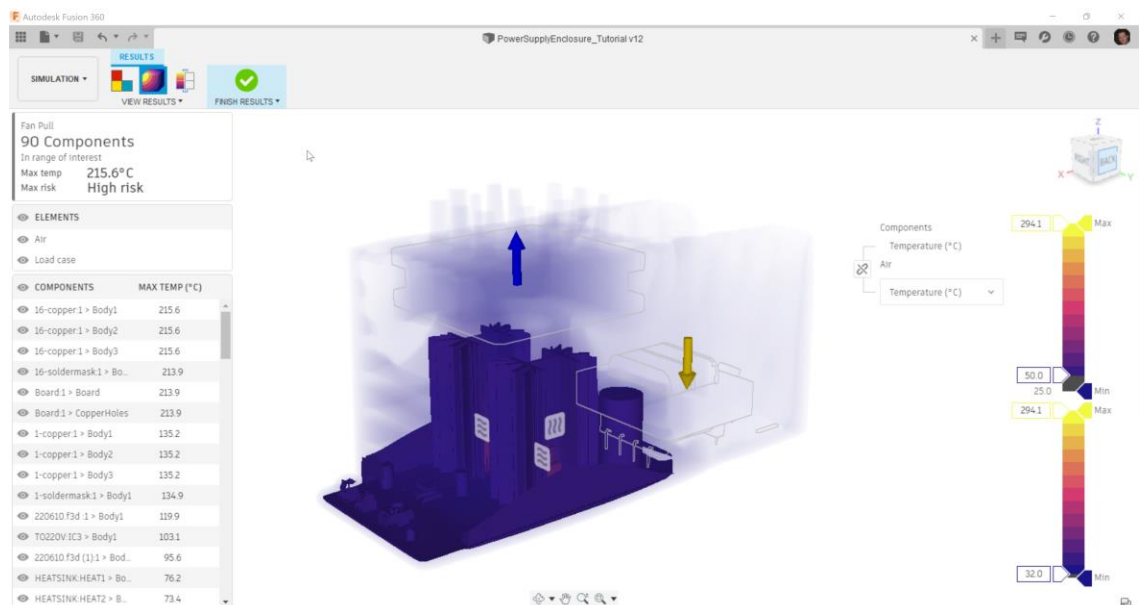 Autodesk Fusion 360
PowerSupplyEnclosure_Tutorial v12
RESULTS
SIMULATION
VIEW RESULTS
FINISH RESULTS
Fan Pull
90 Components
In range of interest
Max temp 215.6°C
Max risk High risk
ELEMENTS
Air
Load case
COMPONENTS MAX TEMP (°C)
16-copper:1 > Body1 215.6
16-copper:1 > Body2 215.6
16-copper:1 > Body3 215.6
16-soldermask:1 > Bo... 213.9
Board:1 > Board 213.9
Board:1 > CopperHoles 213.9
1-copper:1 > Body1 135.2
1-copper:1 > Body2 135.2
1-copper:1 > Body3 135.2
1-soldermask:1 > Body1 134.9
220610.f3d :1 > Body1 119.9
TO220V:IC3 > Body1 103.1
220610.f3d (1):1 > Bod... 95.6
HEATSINK:HEAT1 > Bo... 76.2
HEATSINK:HEAT2 > B... 73.4
Z
RIGHT BACK
X Y
Components
Temperature (°C)
Air
Temperature (°C)
294.1 Max
50.0
25.0 Min
294.1 Max
32.0 Min